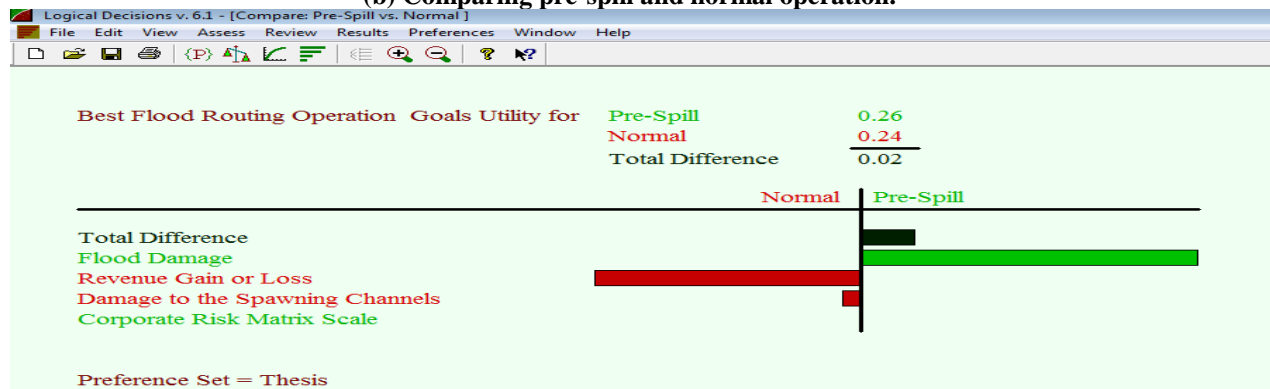 (b) Comparing pre-spill and normal operation.
Logical Decisions v. 6.1 - [Compare: Pre-Spill vs. Normal ]
File Edit View Assess Review Results Preferences Window Help
{P}
Best Flood Routing Operation Goals Utility for Pre-Spill 0.26
Normal 0.24
Total Difference 0.02
Normal Pre-Spill
Total Difference
Flood Damage
Revenue Gain or Loss
Damage to the Spawning Channels
Corporate Risk Matrix Scale
Preference Set = Thesis